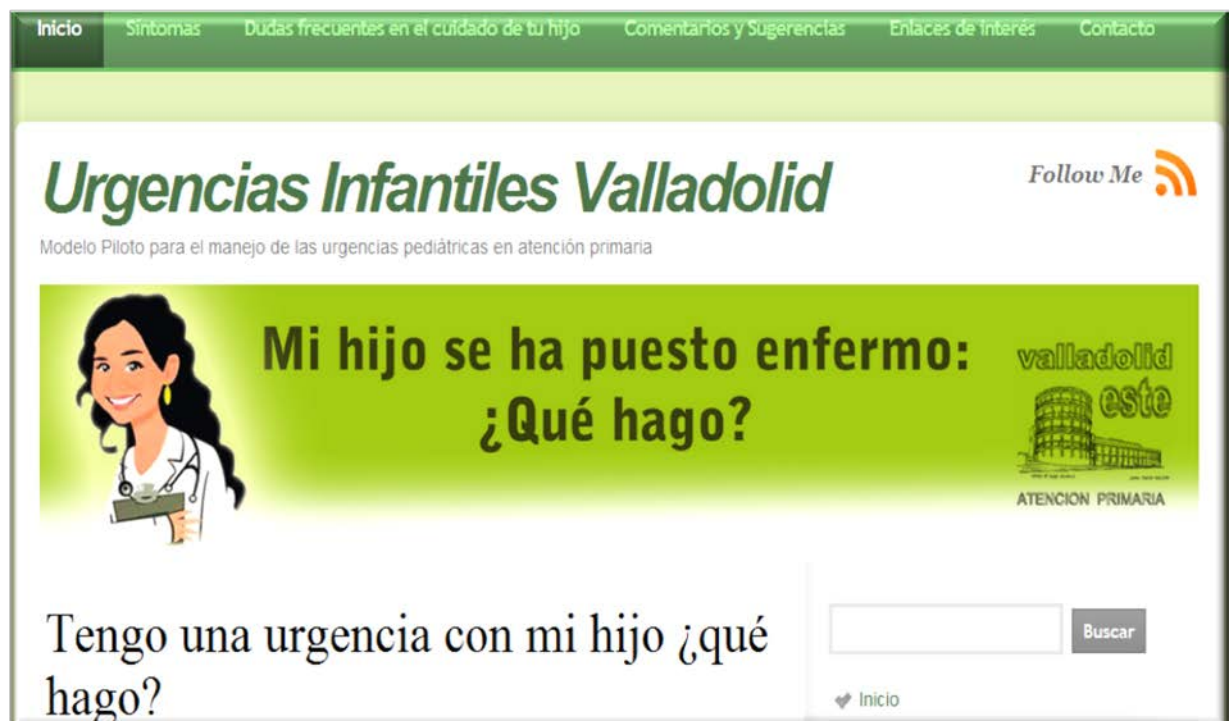 Inicio Síntomas Dudas frecuentes en el cuidado de tu hijo Comentarios y Sugerencias Enlaces de interés Contacto
Urgencias Infantiles Valladolid
Follow Me
Modelo Piloto para el manejo de las urgencias pediátricas en atención primaria
Mi hijo se ha puesto enfermo:
¿Qué hago?
valladolid
este
ATENCION PRIMARIA
Tengo una urgencia con mi hijo ¿qué
hago?
Buscar
Inicio